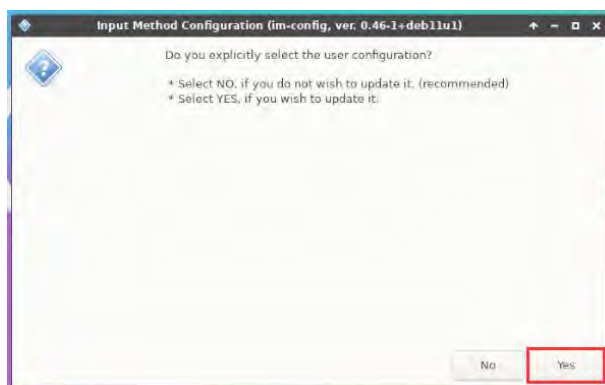 Input Method Configuration (im-config, ver. 0.46-1+deb11u1)
Do you explicitly select the user configuration?
* Select NO, if you do not wish to update it. (recommended)
* Select YES, if you wish to update it.
No
Yes